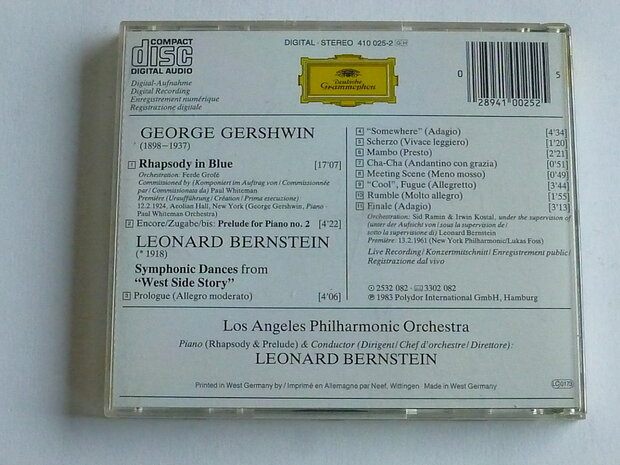 COMPACT
disc
DIGITAL AUDIO
DIGITAL · STEREO 410 025-2 GH
Digital-Aufnahme
Digital Recording
Enregistrement numérique
Registrazione digitale
Deutsche
Grammophon
0 28941 00252 5
GEORGE GERSHWIN
(1898–1937)
1 Rhapsody in Blue [17'07]
Orchestration: Ferde Grofé
Commissioned by (Komponiert im Auftrag von / Commissionnée
par / Commissionata da) Paul Whiteman
Première (Uraufführung / Création / Prima esecuzione)
12.2.1924, Aeolian Hall, New York (George Gershwin, Piano ·
Paul Whiteman Orchestra)
2 Encore/Zugabe/bis: Prelude for Piano no. 2 [4'22]
LEONARD BERNSTEIN
(* 1918)
Symphonic Dances from
“West Side Story”
3 Prologue (Allegro moderato) [4'06]
4 “Somewhere” (Adagio) [4'34]
5 Scherzo (Vivace leggiero) [1'20]
6 Mambo (Presto) [2'21]
7 Cha-Cha (Andantino con grazia) [0'51]
8 Meeting Scene (Meno mosso) [0'49]
9 “Cool”, Fugue (Allegretto) [3'44]
10 Rumble (Molto allegro) [1'55]
11 Finale (Adagio) [3'13]
Orchestration: Sid Ramin & Irwin Kostal, under the supervision of
(unter der Aufsicht von / sous la supervision de /
sotto la supervisione di) Leonard Bernstein
Première: 13.2.1961 (New York Philharmonic/Lukas Foss)
Live Recording / Konzertmitschnitt / Enregistrement public /
Registrazione dal vivo
2532 082 · 3302 082
℗ 1983 Polydor International GmbH, Hamburg
Los Angeles Philharmonic Orchestra
Piano (Rhapsody & Prelude) & Conductor (Dirigent / Chef d'orchestre / Direttore):
LEONARD BERNSTEIN
Printed in West Germany by / Imprimé en Allemagne par Neef, Wittingen · Made in West Germany
LC 0173